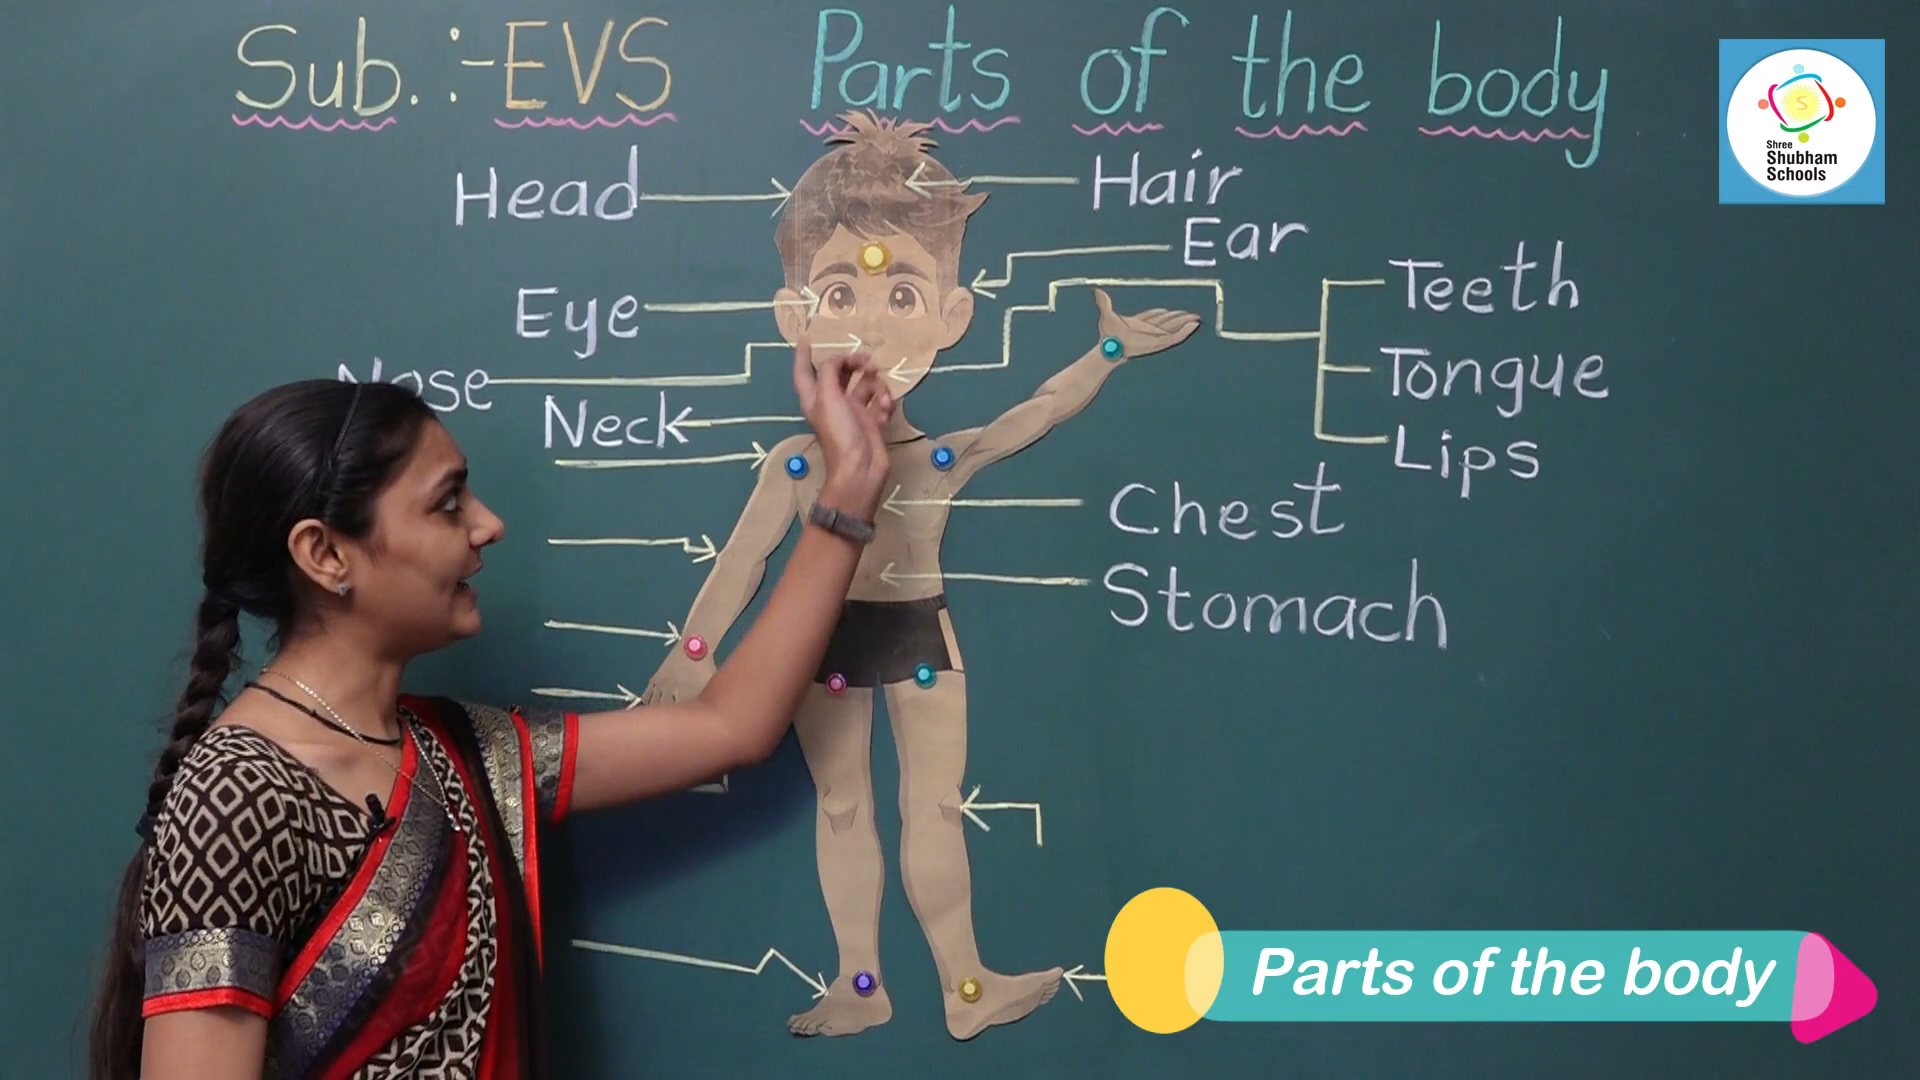 Sub. :- EVS
Parts of the body
Head
Hair
Ear
Eye
Teeth
Nose
Tongue
Neck
Lips
Chest
Stomach
Shree
Shubham
Schools
S
Parts of the body